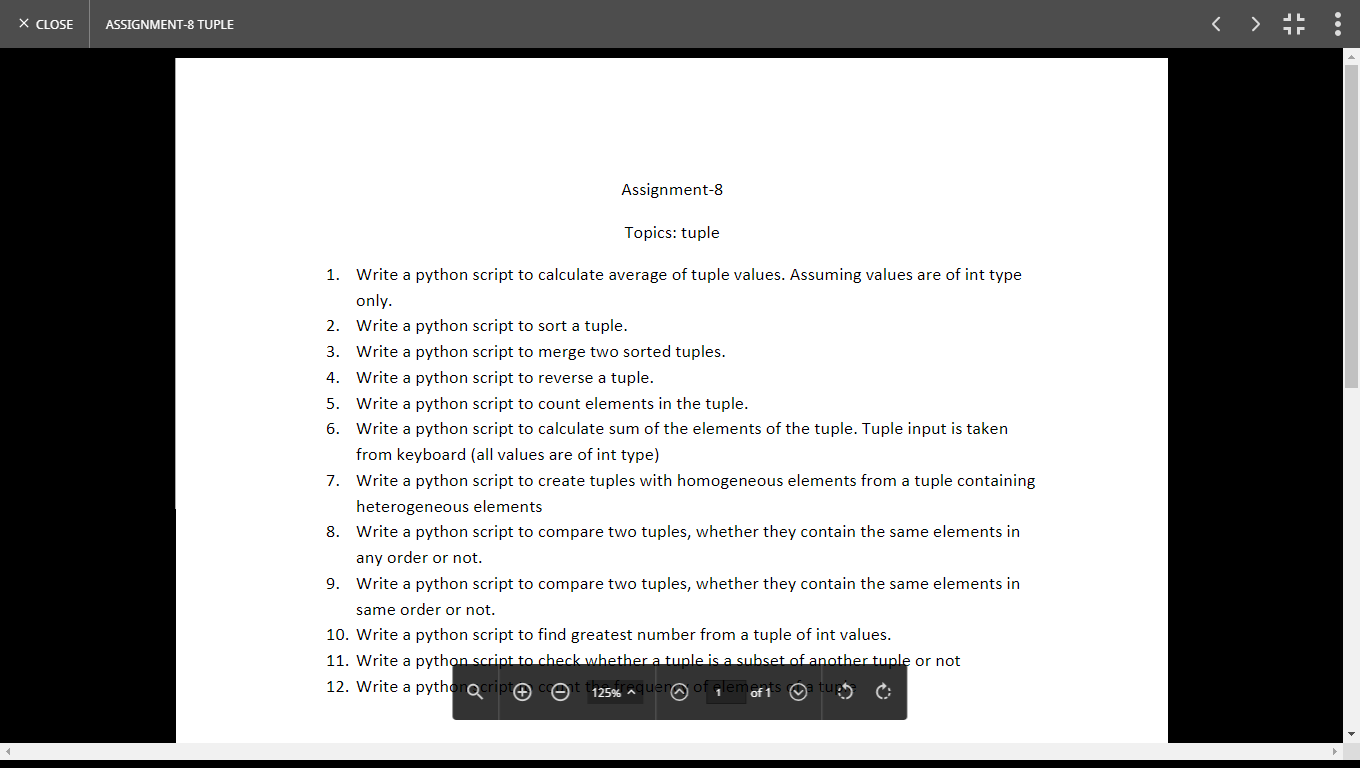 CLOSE
ASSIGNMENT-8 TUPLE
Assignment-8
Topics: tuple
1. Write a python script to calculate average of tuple values. Assuming values are of int type
only.
2. Write a python script to sort a tuple.
3. Write a python script to merge two sorted tuples.
4. Write a python script to reverse a tuple.
5. Write a python script to count elements in the tuple.
6. Write a python script to calculate sum of the elements of the tuple. Tuple input is taken
from keyboard (all values are of int type)
7. Write a python script to create tuples with homogeneous elements from a tuple containing
heterogeneous elements
8. Write a python script to compare two tuples, whether they contain the same elements in
any order or not.
9. Write a python script to compare two tuples, whether they contain the same elements in
same order or not.
10. Write a python script to find greatest number from a tuple of int values.
11. Write a python script to check whether a tuple is a subset of another tuple or not
12. Write a python script to count the frequency of elements of a tuple
125% 1 of 1